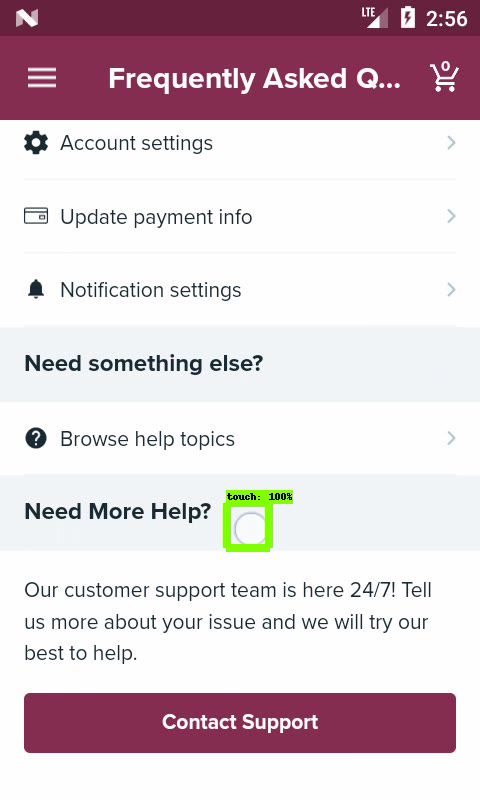 LTE 2:56
Frequently Asked Q... 0
Account settings
Update payment info
Notification settings
Need something else?
Browse help topics
touch: 100%
Need More Help?
Our customer support team is here 24/7! Tell
us more about your issue and we will try our
best to help.
Contact Support